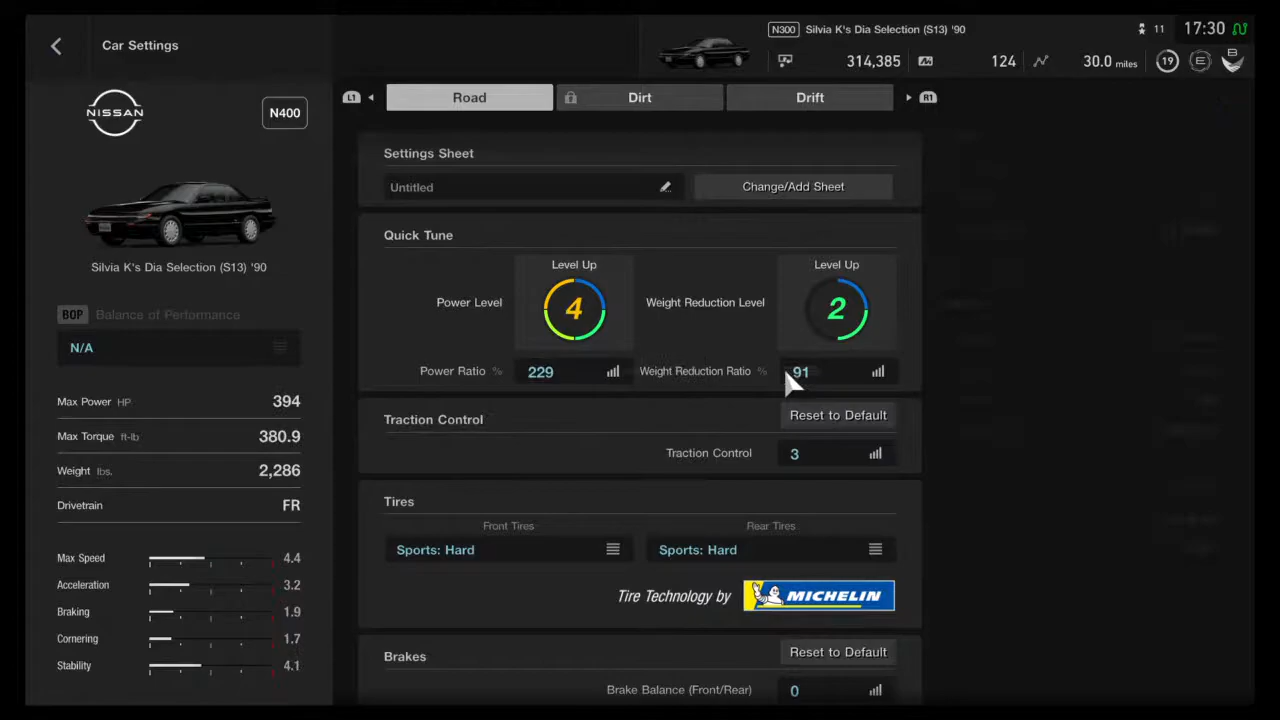 Car Settings
N300 Silvia K's Dia Selection (S13) '90
11 17:30
314,385 124 30.0 miles 19 E B
NISSAN
N400
Silvia K's Dia Selection (S13) '90
BOP Balance of Performance
N/A
Max Power HP 394
Max Torque ft-lb 380.9
Weight lbs. 2,286
Drivetrain FR
Max Speed 4.4
Acceleration 3.2
Braking 1.9
Cornering 1.7
Stability 4.1
L1 Road Dirt Drift R1
Settings Sheet
Untitled Change/Add Sheet
Quick Tune
Level Up Level Up
Power Level 4 Weight Reduction Level 2
Power Ratio % 229 Weight Reduction Ratio % 91
Traction Control Reset to Default
Traction Control 3
Tires
Front Tires Rear Tires
Sports: Hard Sports: Hard
Tire Technology by MICHELIN
Brakes Reset to Default
Brake Balance (Front/Rear) 0